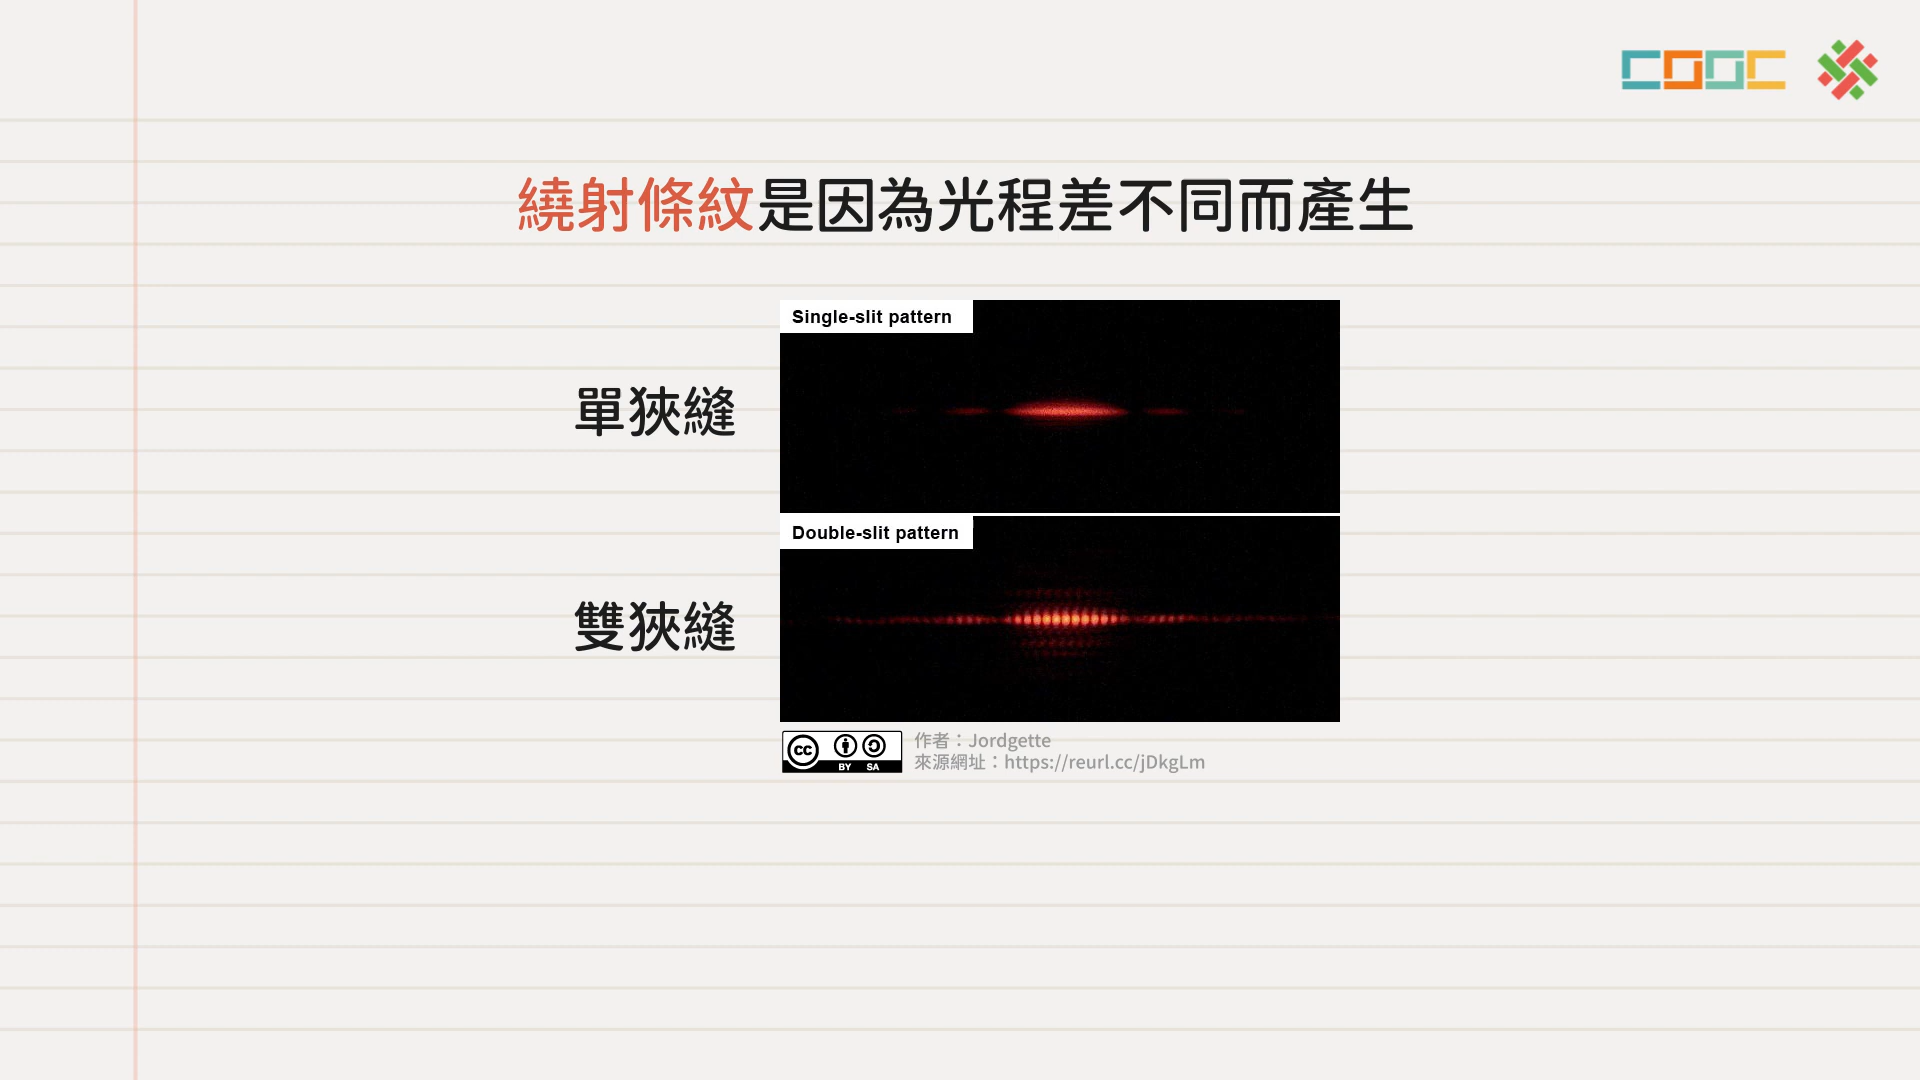 COOC
繞射條紋是因為光程差不同而產生
Single-slit pattern
單狹縫
Double-slit pattern
雙狹縫
cc BY SA
作者：Jordgette
來源網址：https://reurl.cc/jDkgLm